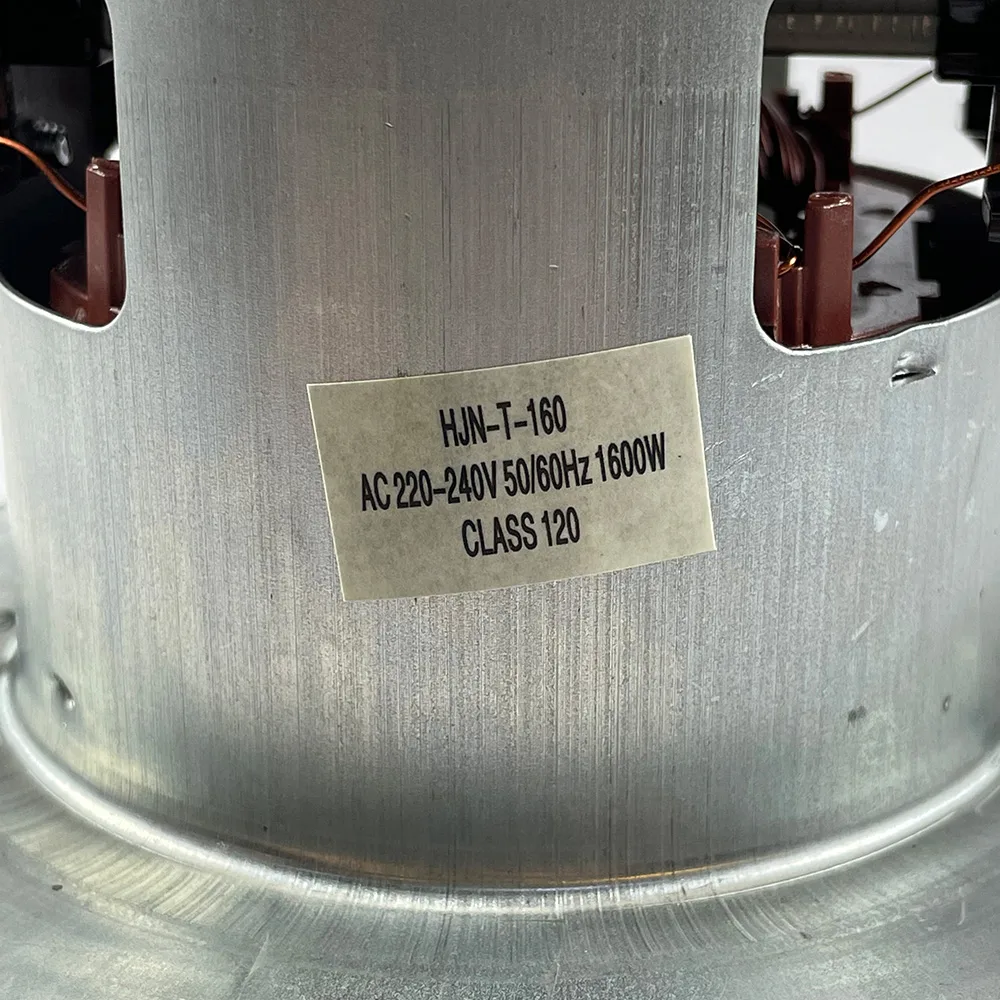 HJN-T-160
AC 220-240V 50/60Hz 1600W
CLASS 120